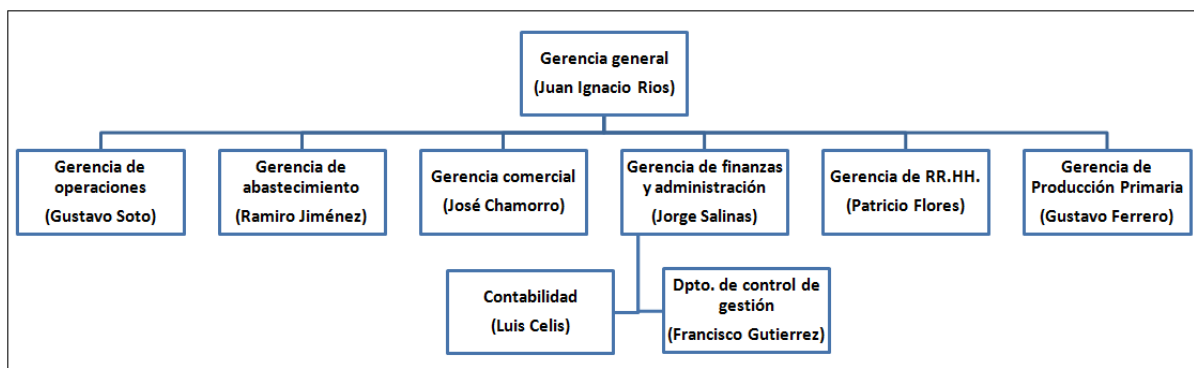 Gerencia general
(Juan Ignacio Rios)
Gerencia de
operaciones
(Gustavo Soto)
Gerencia de
abastecimiento
(Ramiro Jiménez)
Gerencia comercial
(José Chamorro)
Gerencia de finanzas
y administración
(Jorge Salinas)
Gerencia de RR.HH.
(Patricio Flores)
Gerencia de
Producción Primaria
(Gustavo Ferrero)
Contabilidad
(Luis Celis)
Dpto. de control de
gestión
(Francisco Gutierrez)